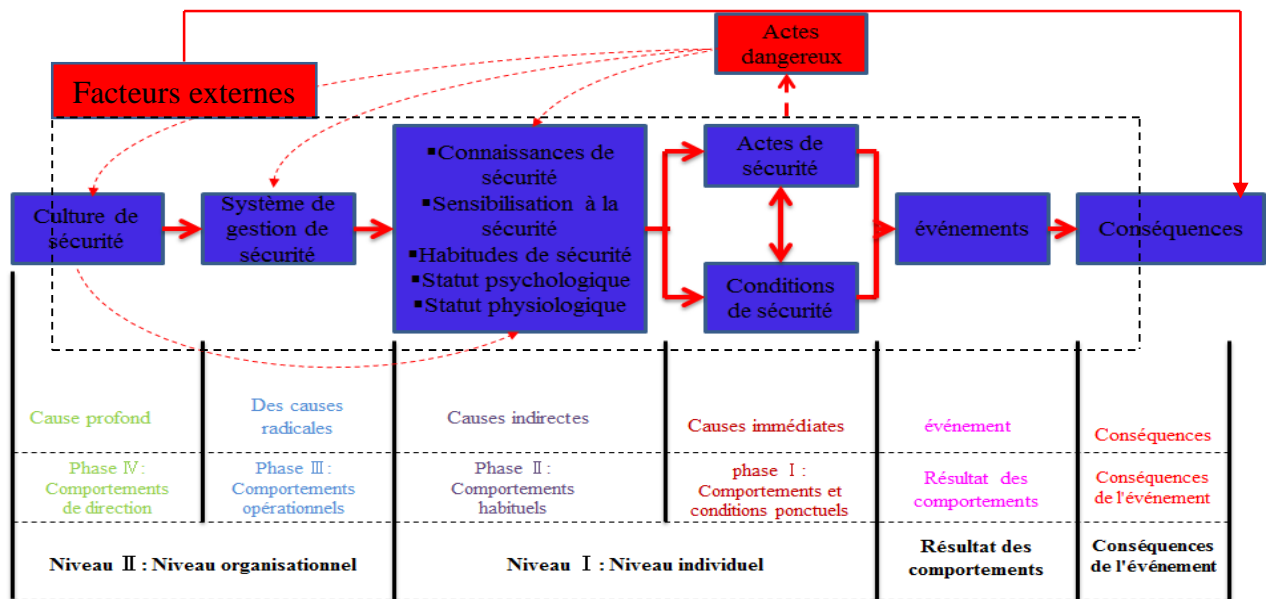 Actes
dangereux
Facteurs externes
Culture de
sécurité
Système de
gestion de
sécurité
▪Connaissances de
sécurité
▪Sensibilisation à la
sécurité
▪Habitudes de sécurité
▪Statut psychologique
▪Statut physiologique
Actes de
sécurité
Conditions
de sécurité
événements
Conséquences
Cause profond
Des causes
radicales
Causes indirectes
Causes immédiates
événement
Conséquences
Phase Ⅳ :
Comportements
de direction
Phase Ⅲ :
Comportements
opérationnels
Phase Ⅱ :
Comportements
habituels
phase Ⅰ :
Comportements et
conditions ponctuels
Résultat des
comportements
Conséquences
de l'événement
Niveau Ⅱ : Niveau organisationnel
Niveau Ⅰ : Niveau individuel
Résultat des
comportements
Conséquences
de l'événement